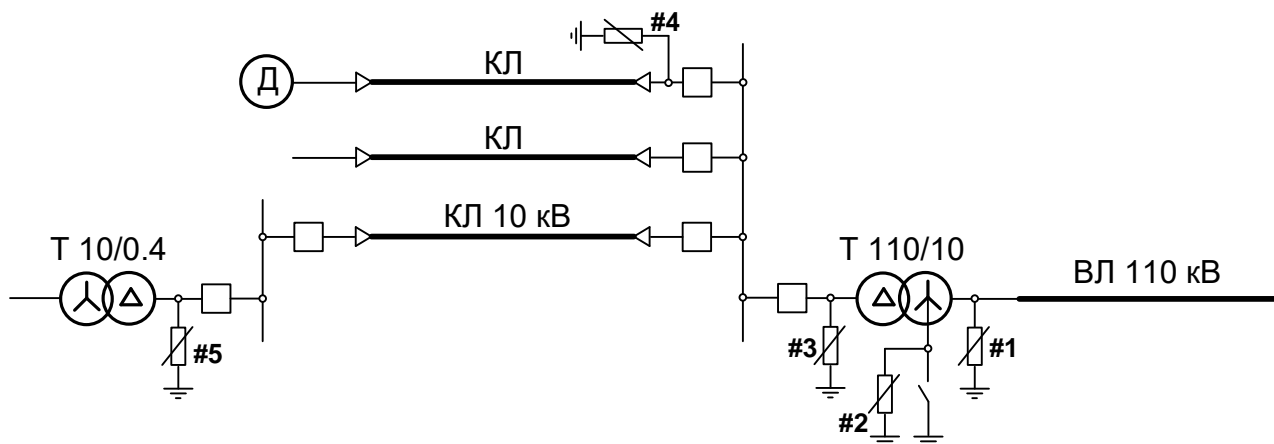 #4
КЛ
Д
КЛ
КЛ 10 кВ
Т 10/0.4
Т 110/10
ВЛ 110 кВ
#5
#3
#1
#2